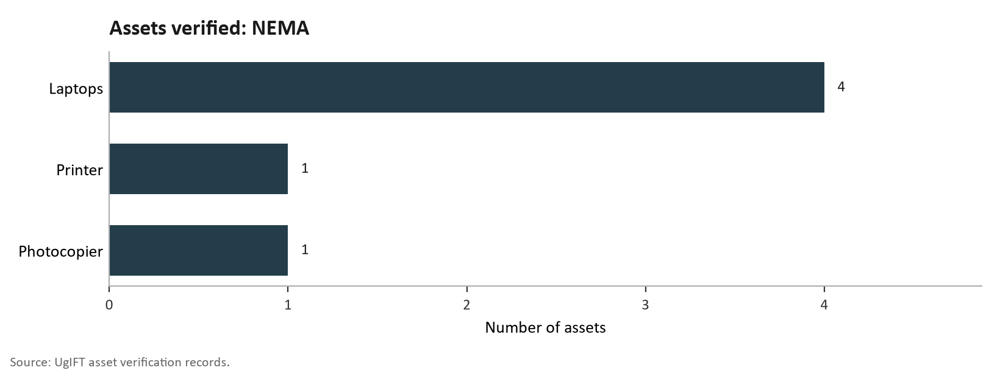 Assets verified: NEMA
Laptops
4
Printer
1
Photocopier
1
0 1 2 3 4
Number of assets
Source: UgIFT asset verification records.